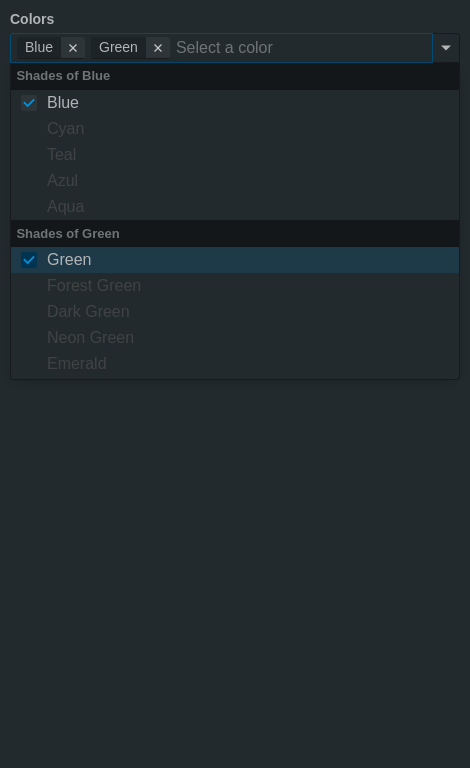 Colors
Blue Green Select a color
Shades of Blue
Blue
Cyan
Teal
Azul
Aqua
Shades of Green
Green
Forest Green
Dark Green
Neon Green
Emerald